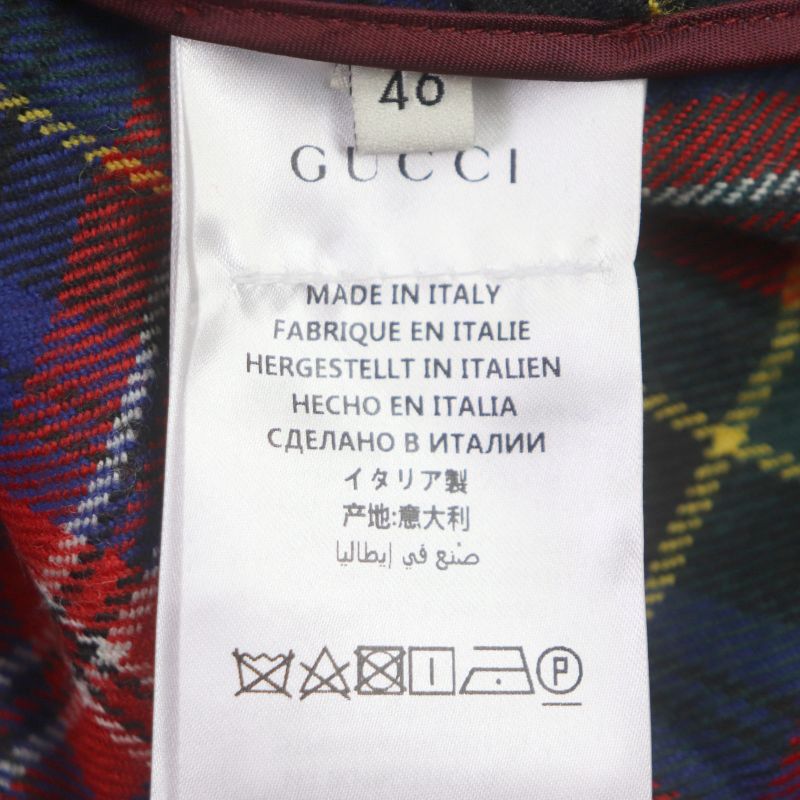 46
GUCCI
MADE IN ITALY
FABRIQUE EN ITALIE
HERGESTELLT IN ITALIEN
HECHO EN ITALIA
СДЕЛАНО В ИТАЛИИ
イタリア製
产地:意大利
صنع في إيطاليا
P